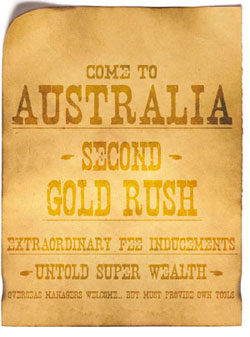 COME TO
AUSTRALIA
SECOND
GOLD RUSH
EXTRAORDINARY FEE INDUCEMENTS
UNTOLD SUPER WEALTH
OVERSEAS MANAGERS WELCOME... BUT MUST PROVIDE OWN TOOLS